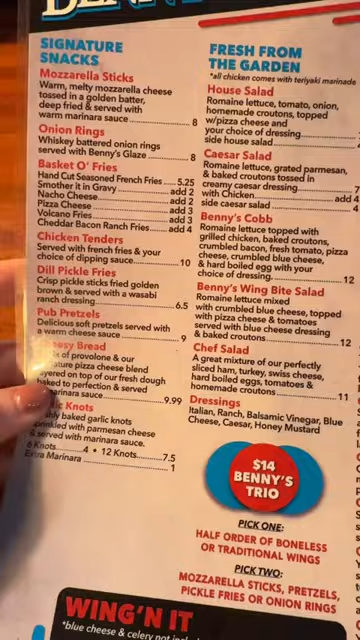 SIGNATURE
SNACKS
Mozzarella Sticks
Warm, melty mozzarella cheese
tossed in a golden batter,
deep fried & served with
warm marinara sauce 8
Onion Rings
Whiskey battered onion rings
served with Benny's Glaze 8
Basket O' Fries
Hand Cut Seasoned French Fries 5.25
Smother it in Gravy add 2
Nacho Cheese add 2
Pizza Cheese add 3
Volcano Fries add 3
Cheddar Bacon Ranch Fries add 4
Chicken Tenders
Served with french fries & your
choice of dipping sauce 10
Dill Pickle Fries
Crisp pickle sticks fried golden
brown & served with a wasabi
ranch dressing 6.5
Pub Pretzels
Delicious soft pretzels served with
a warm cheese sauce 9
Bread
of provolone & our
pizza cheese blend
on top of our fresh dough
baked to perfection & served
marinara sauce 9.99
Knots
baked garlic knots
with parmesan cheese
& served with marinara sauce.
6 Knots 4 • 12 Knots 7.5
Extra Marinara 1
FRESH FROM
THE GARDEN
*all chicken comes with teriyaki marinade
House Salad
Romaine lettuce, tomato, onion,
homemade croutons, topped
w/pizza cheese and
your choice of dressing
side house salad
Caesar Salad
Romaine lettuce, grated parmesan,
& baked croutons tossed in
creamy caesar dressing 7
with Chicken add 4
side caesar salad 4
Benny's Cobb
Romaine lettuce topped with
grilled chicken, baked croutons,
crumbled bacon, fresh tomato, pizza
cheese, crumbled blue cheese,
& hard boiled egg with your
choice of dressing. 12
Benny's Wing Bite Salad
Romaine lettuce mixed
with crumbled blue cheese, topped
with pizza cheese & tomatoes
served with blue cheese dressing
& baked croutons 12
Chef Salad
A great mixture of our perfectly
sliced ham, turkey, swiss cheese,
hard boiled eggs, tomatoes &
homemade croutons 11
Dressings
Italian, Ranch, Balsamic Vinegar, Blue
Cheese, Caesar, Honey Mustard
$14
BENNY'S
TRIO
PICK ONE:
HALF ORDER OF BONELESS
OR TRADITIONAL WINGS
PICK TWO:
MOZZARELLA STICKS, PRETZELS,
PICKLE FRIES OR ONION RINGS
WING'N IT
*blue cheese & celery not